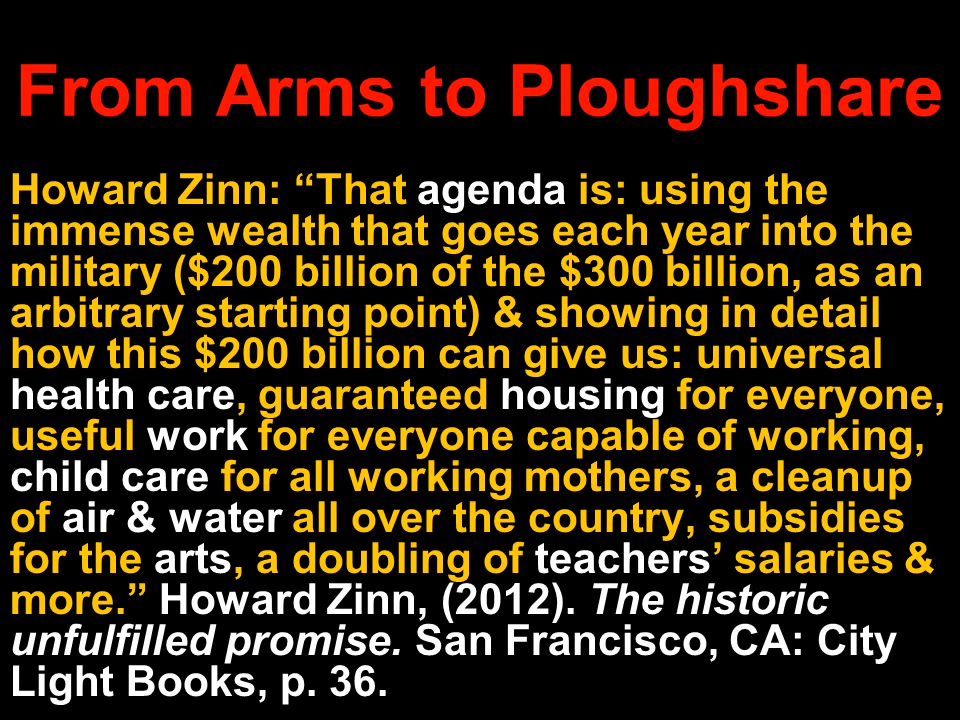 From Arms to Ploughshare
Howard Zinn: “That agenda is: using the
immense wealth that goes each year into the
military ($200 billion of the $300 billion, as an
arbitrary starting point) & showing in detail
how this $200 billion can give us: universal
health care, guaranteed housing for everyone,
useful work for everyone capable of working,
child care for all working mothers, a cleanup
of air & water all over the country, subsidies
for the arts, a doubling of teachers’ salaries &
more.” Howard Zinn, (2012). The historic
unfulfilled promise. San Francisco, CA: City
Light Books, p. 36.